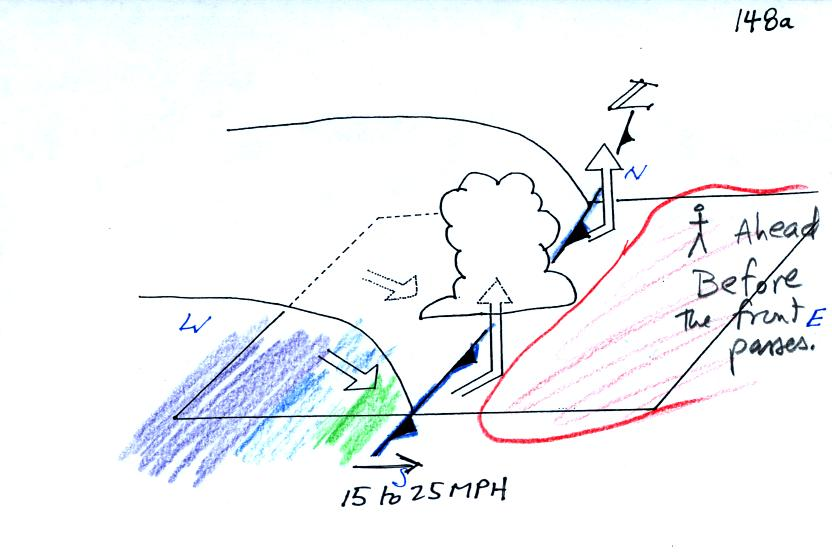 148a
N
N
Ahead
Before
the front
passes.
E
W
S
15 to 25 MPH